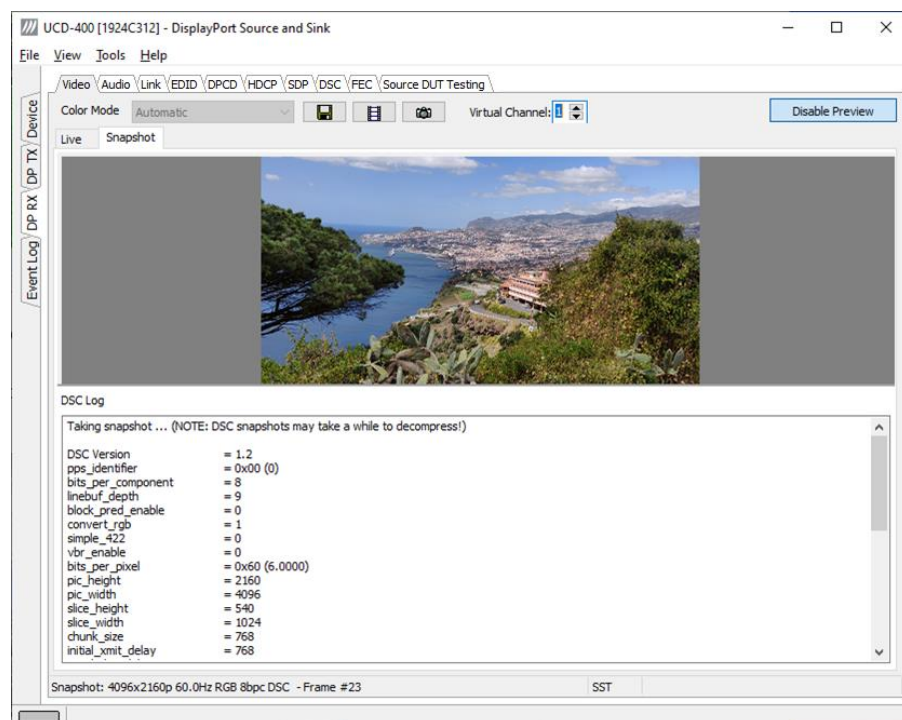 UCD-400 [1924C312] - DisplayPort Source and Sink
File View Tools Help
Video Audio Link EDID DPCD HDCP SDP DSC FEC Source DUT Testing
Color Mode Automatic Virtual Channel: 1 Disable Preview
Live Snapshot
Device
DP TX
DP RX
Event Log
DSC Log
Taking snapshot ... (NOTE: DSC snapshots may take a while to decompress!)
DSC Version = 1.2
pps_identifier = 0x00 (0)
bits_per_component = 8
linebuf_depth = 9
block_pred_enable = 0
convert_rgb = 1
simple_422 = 0
vbr_enable = 0
bits_per_pixel = 0x60 (6.0000)
pic_height = 2160
pic_width = 4096
slice_height = 540
slice_width = 1024
chunk_size = 768
initial_xmit_delay = 768
Snapshot: 4096x2160p 60.0Hz RGB 8bpc DSC - Frame #23 SST